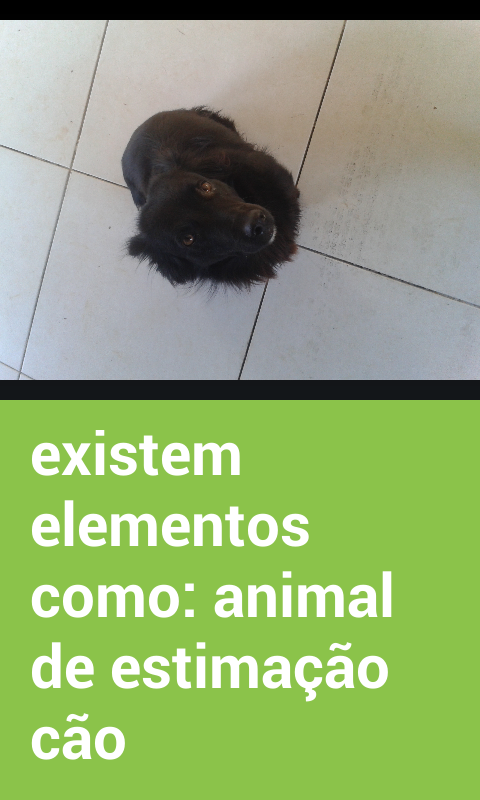 existem
elementos
como: animal
de estimação
cão